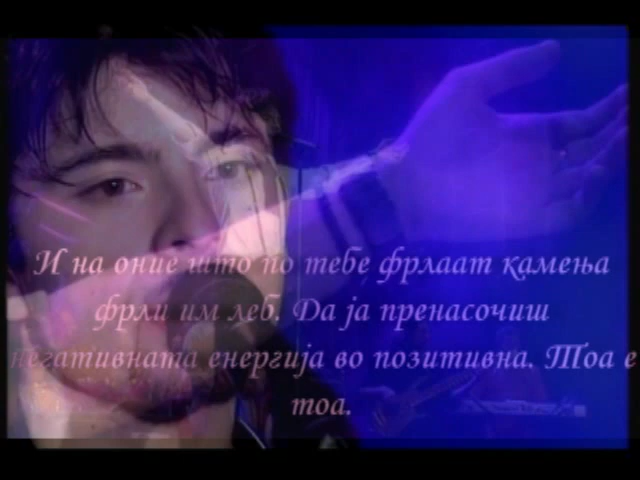 И на оние што по тебе фрлаат камења
фрли им леб. Да ја пренасочиш
негативната енергија во позитивна. Тоа е
тоа.